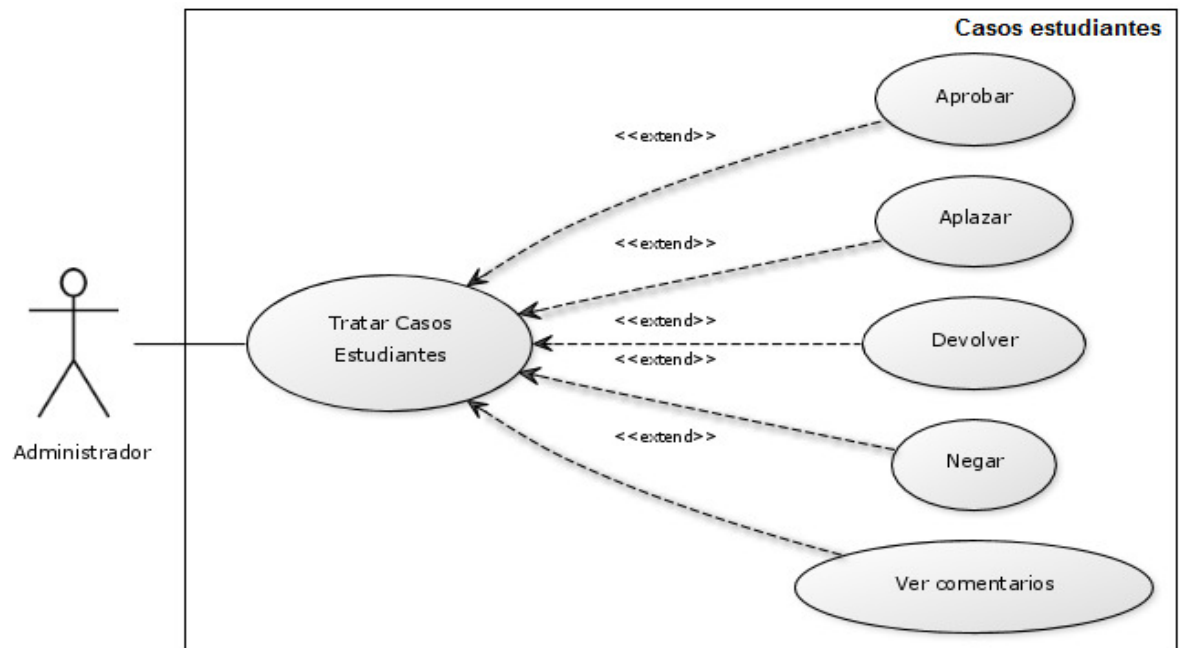 Casos estudiantes
Aprobar
<<extend>>
Aplazar
<<extend>>
Tratar Casos
Estudiantes
<<extend>>
Devolver
<<extend>>
Administrador
<<extend>>
Negar
Ver comentarios